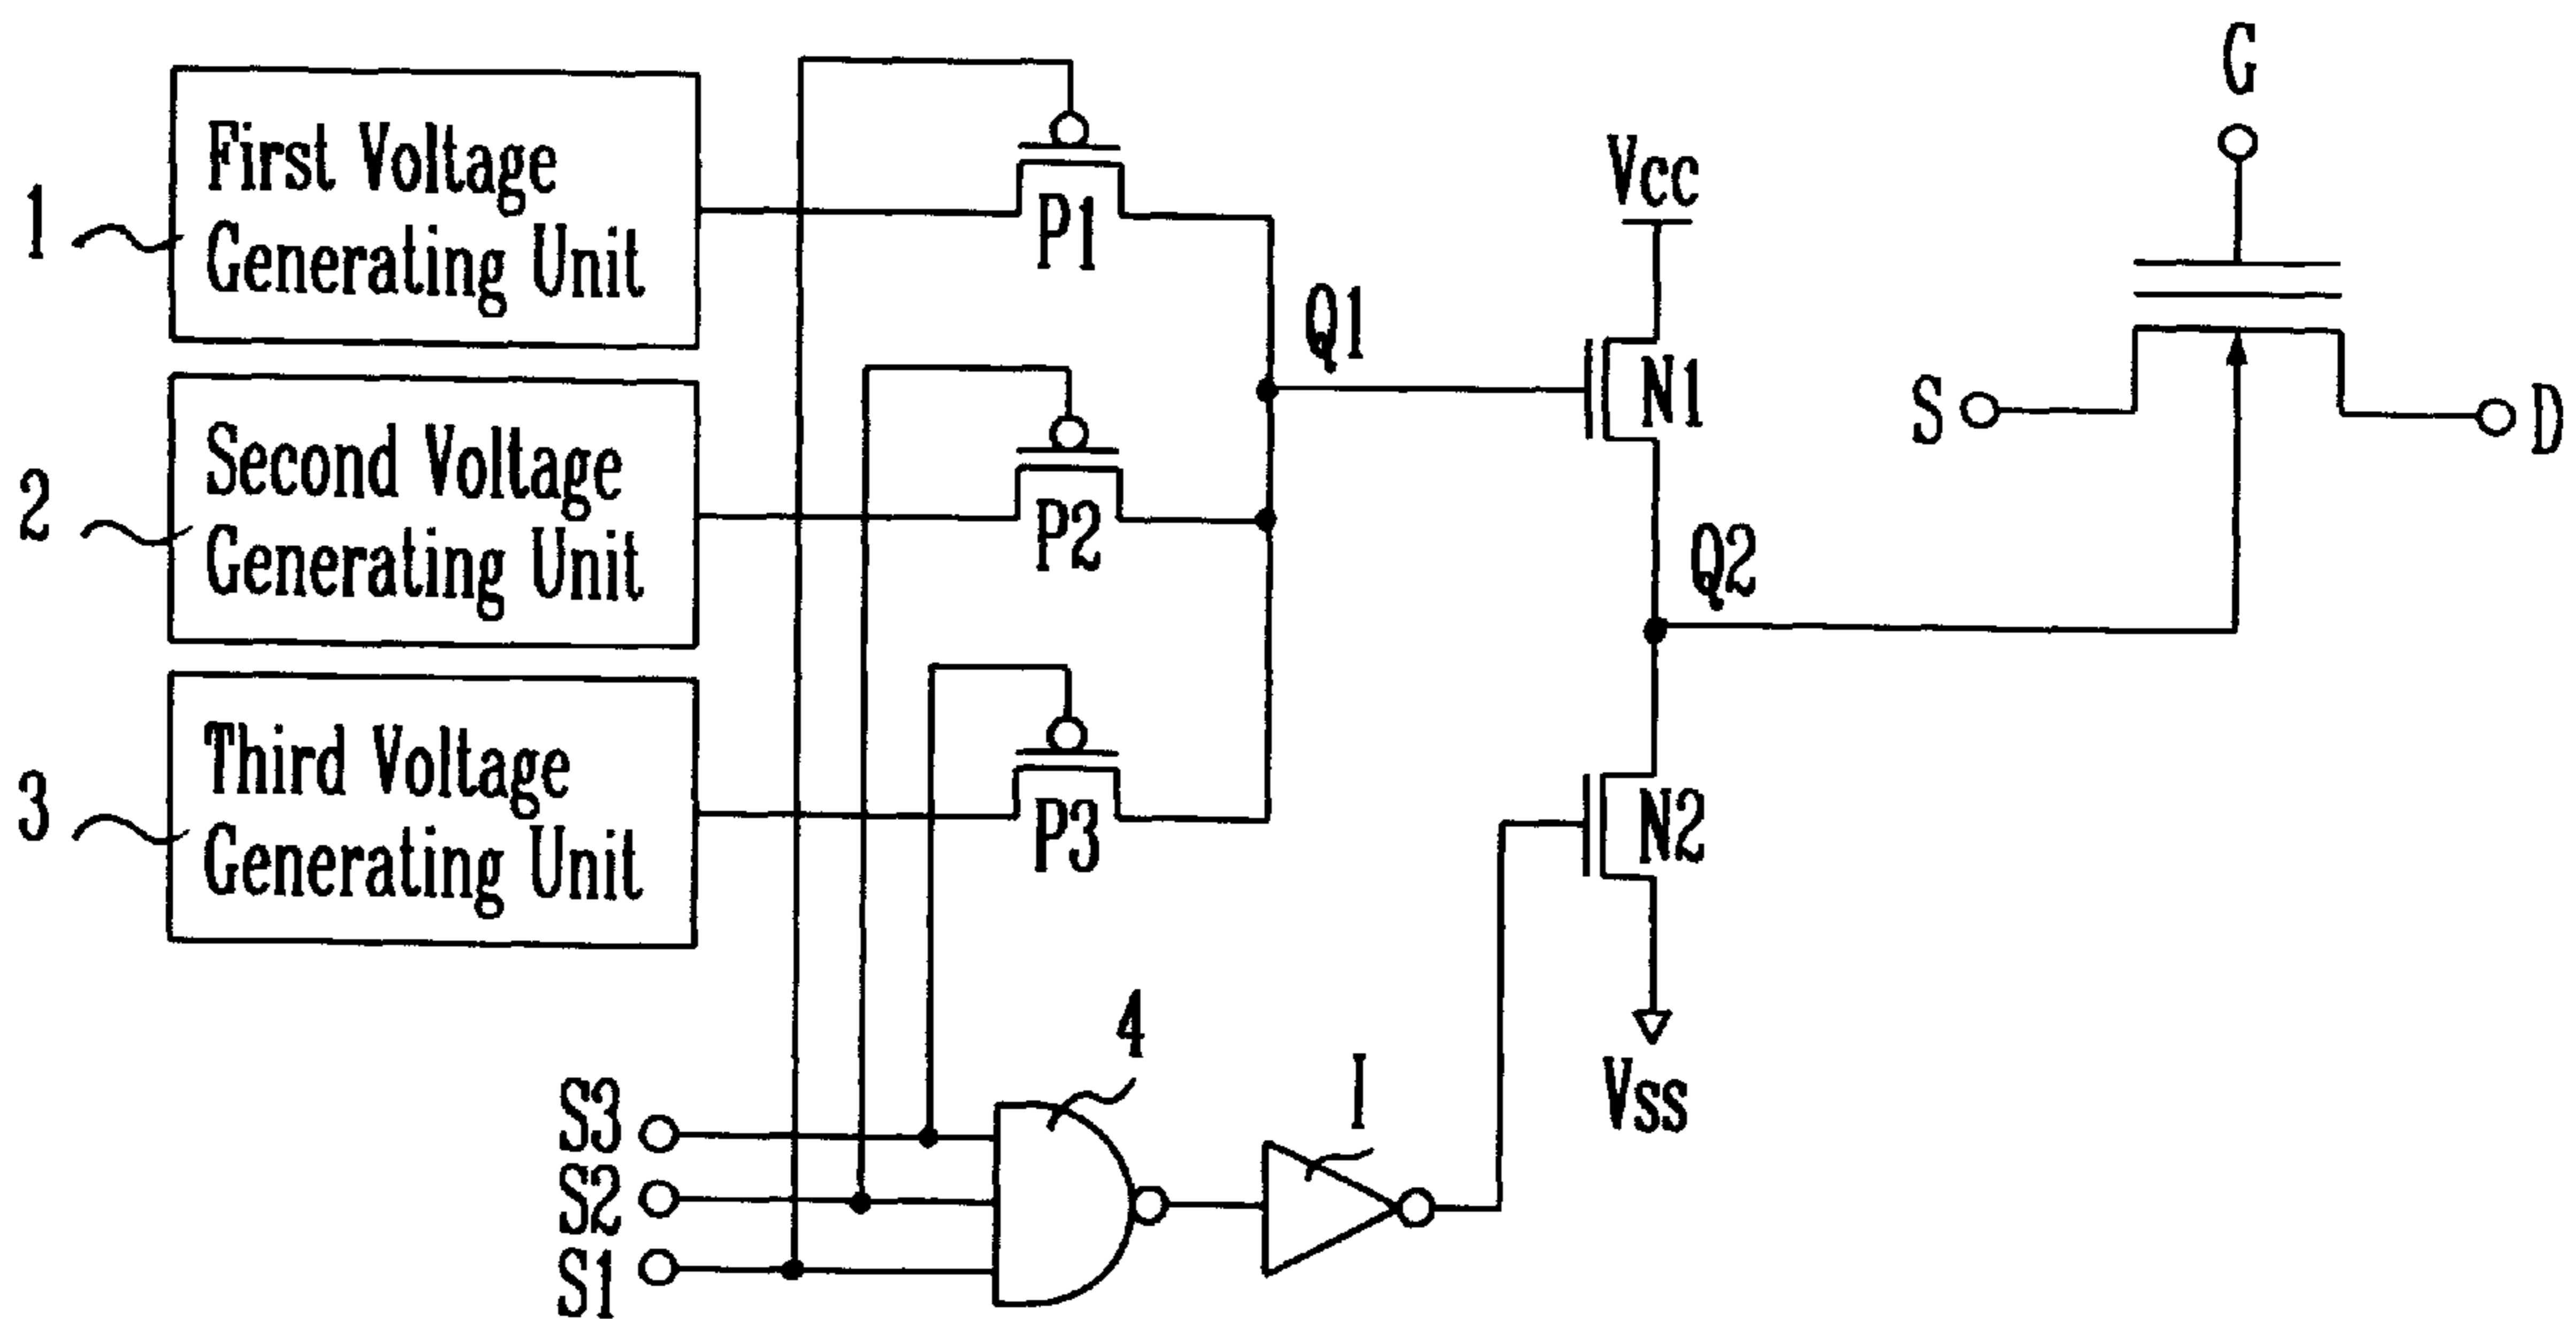 G
First Voltage
Generating Unit
1
P1
Vcc
Q1
N1
S
D
Second Voltage
Generating Unit
2
P2
Q2
Third Voltage
Generating Unit
3
P3
N2
4
I
Vss
S3
S2
S1